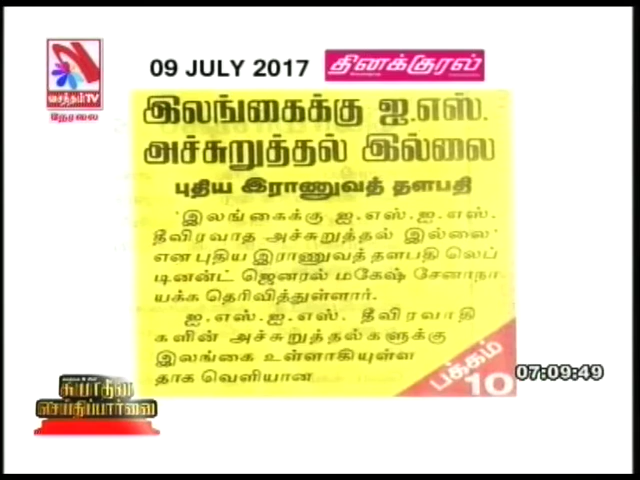 வசந்தம்TV
நேரலை
09 JULY 2017
தினக்குரல்
இலங்கைக்கு ஐ.எஸ்.
அச்சுறுத்தல் இல்லை
புதிய இராணுவத் தளபதி
'இலங்கைக்கு ஐ.எஸ்.ஐ.எஸ்.
தீவிரவாத அச்சுறுத்தல் இல்லை'
என புதிய இராணுவத் தளபதி லெப்
டினன்ட் ஜெனரல் மகேஷ் சேனாநா
யக்க தெரிவித்துள்ளார்.
ஐ.எஸ்.ஐ.எஸ். தீவிரவாதி
களின் அச்சுறுத்தல்களுக்கு
இலங்கை உள்ளாகியுள்ள
தாக வெளியான
பக்கம்
10
07:09:49
செய்திப்பார்வை